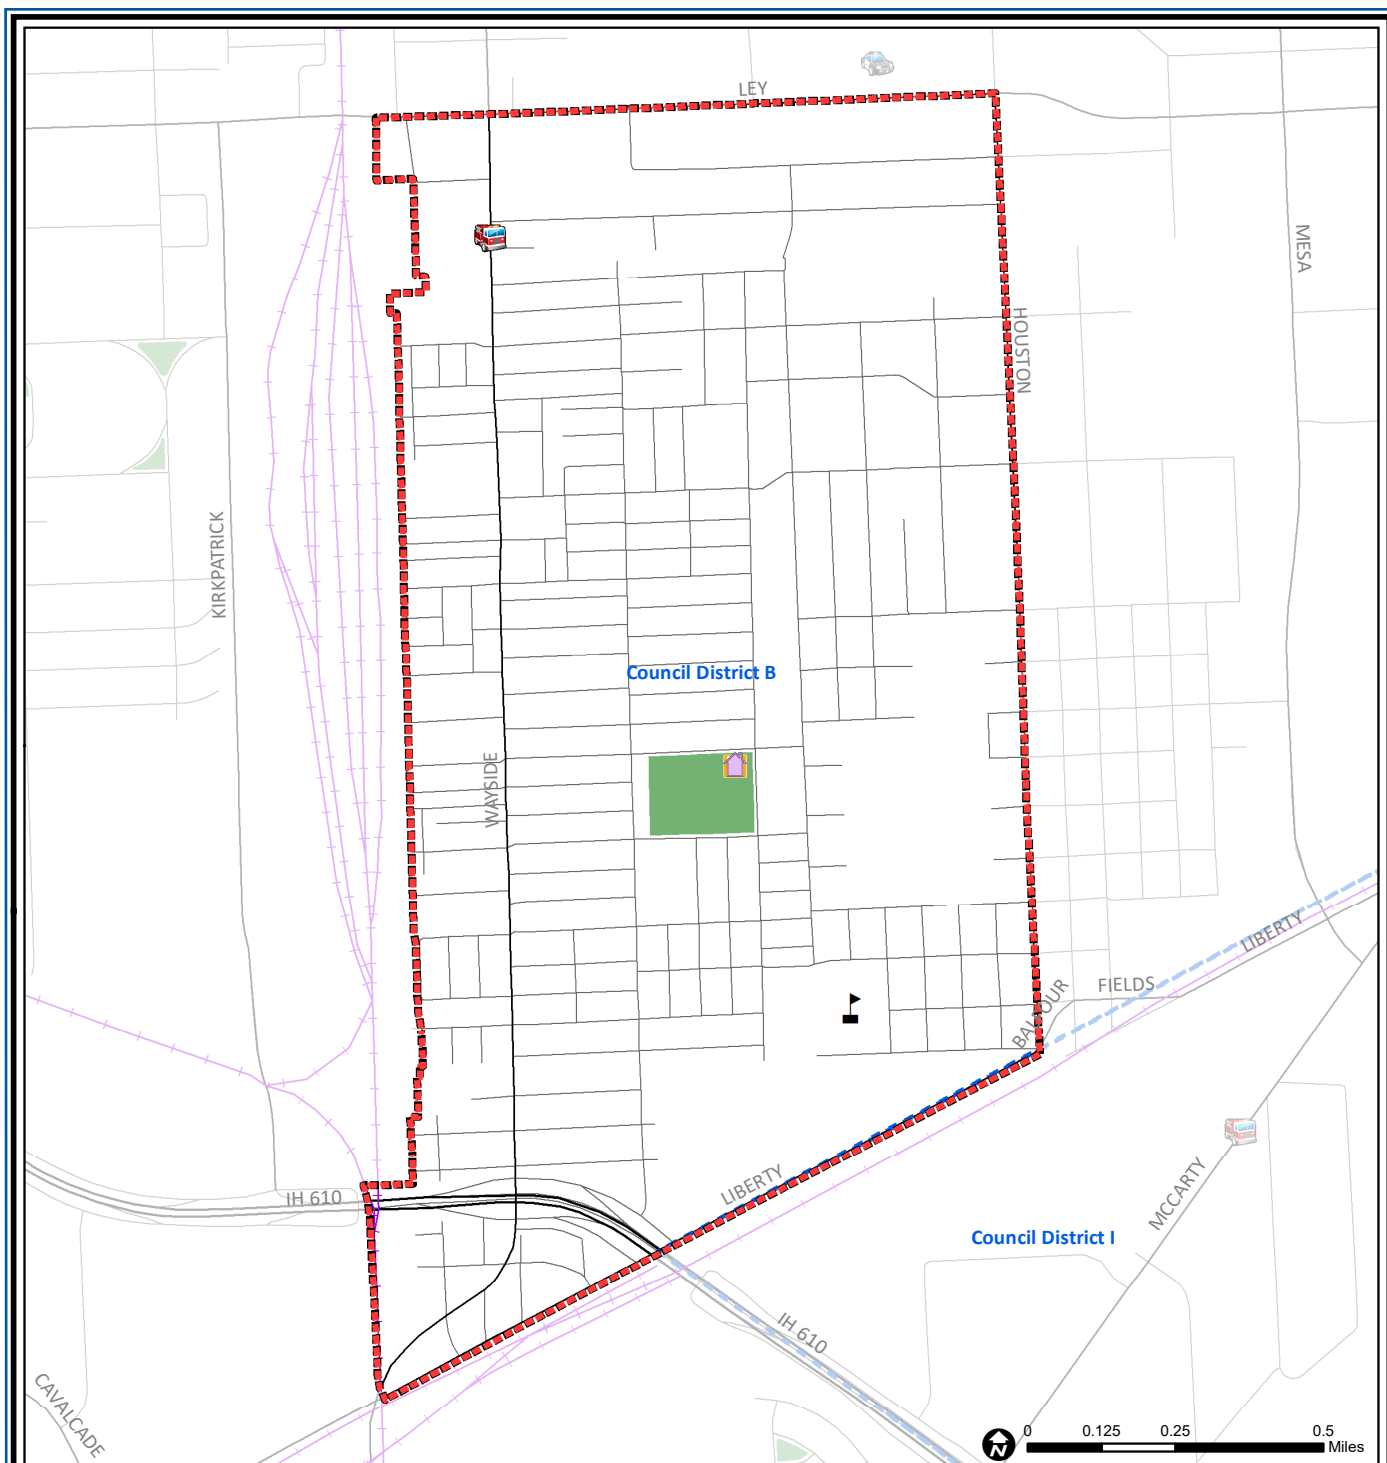 LEY
MESA
HOUSTON
KIRKPATRICK
Council District B
WAYSIDE
LIBERTY
FIELDS
BALFOUR
LIBERTY
IH 610
MCCARTY
Council District I
IH 610
CAVALCADE
N
0 0.125 0.25 0.5
Miles